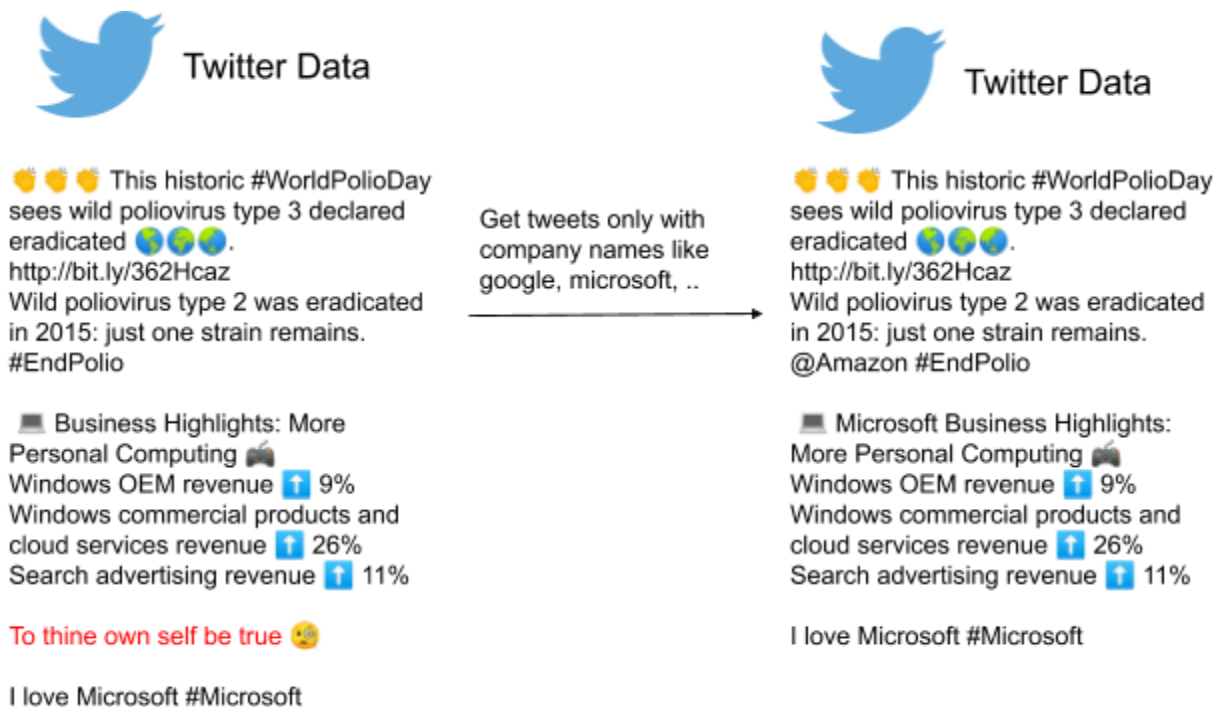 Twitter Data
👏👏👏 This historic #WorldPolioDay
sees wild poliovirus type 3 declared
eradicated 🌎🌍🌏.
http://bit.ly/362Hcaz
Wild poliovirus type 2 was eradicated
in 2015: just one strain remains.
#EndPolio
💻 Business Highlights: More
Personal Computing 🎮
Windows OEM revenue ⬆️ 9%
Windows commercial products and
cloud services revenue ⬆️ 26%
Search advertising revenue ⬆️ 11%
To thine own self be true 🧐
I love Microsoft #Microsoft
Get tweets only with
company names like
google, microsoft, ..
Twitter Data
👏👏👏 This historic #WorldPolioDay
sees wild poliovirus type 3 declared
eradicated 🌎🌍🌏.
http://bit.ly/362Hcaz
Wild poliovirus type 2 was eradicated
in 2015: just one strain remains.
@Amazon #EndPolio
💻 Microsoft Business Highlights:
More Personal Computing 🎮
Windows OEM revenue ⬆️ 9%
Windows commercial products and
cloud services revenue ⬆️ 26%
Search advertising revenue ⬆️ 11%
I love Microsoft #Microsoft